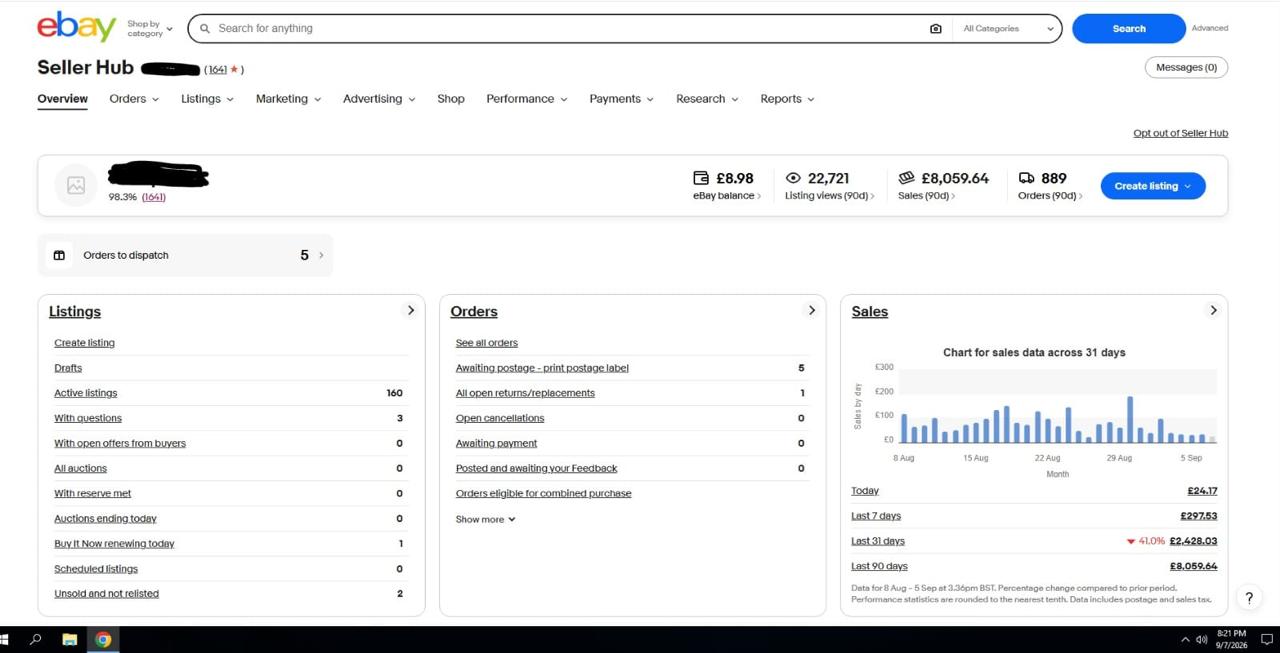 ebay
Shop by category
Search for anything
All Categories
Search
Advanced
Seller Hub
(1641 ★)
Messages (0)
Overview
Orders
Listings
Marketing
Advertising
Shop
Performance
Payments
Research
Reports
Opt out of Seller Hub
98.3% (1641)
£8.98
eBay balance
22,721
Listing views (90d)
£8,059.64
Sales (90d)
889
Orders (90d)
Create listing
Orders to dispatch 5
Listings
Create listing
Drafts
Active listings 160
With questions 3
With open offers from buyers 0
All auctions 0
With reserve met 0
Auctions ending today 0
Buy It Now renewing today 1
Scheduled listings 0
Unsold and not relisted 2
Orders
See all orders
Awaiting postage - print postage label 5
All open returns/replacements 1
Open cancellations 0
Awaiting payment 0
Posted and awaiting your Feedback 0
Orders eligible for combined purchase
Show more
Sales
Chart for sales data across 31 days
Sales by day
£300
£200
£100
£0
8 Aug 15 Aug 22 Aug 29 Aug 5 Sep
Month
Today £24.17
Last 7 days £297.53
Last 31 days 41.0% £2,428.03
Last 90 days £8,059.64
Data for 8 Aug - 5 Sep at 3.36pm BST. Percentage change compared to prior period.
Performance statistics are rounded to the nearest tenth. Data includes postage and sales tax.
?
8:21 PM
9/7/2026